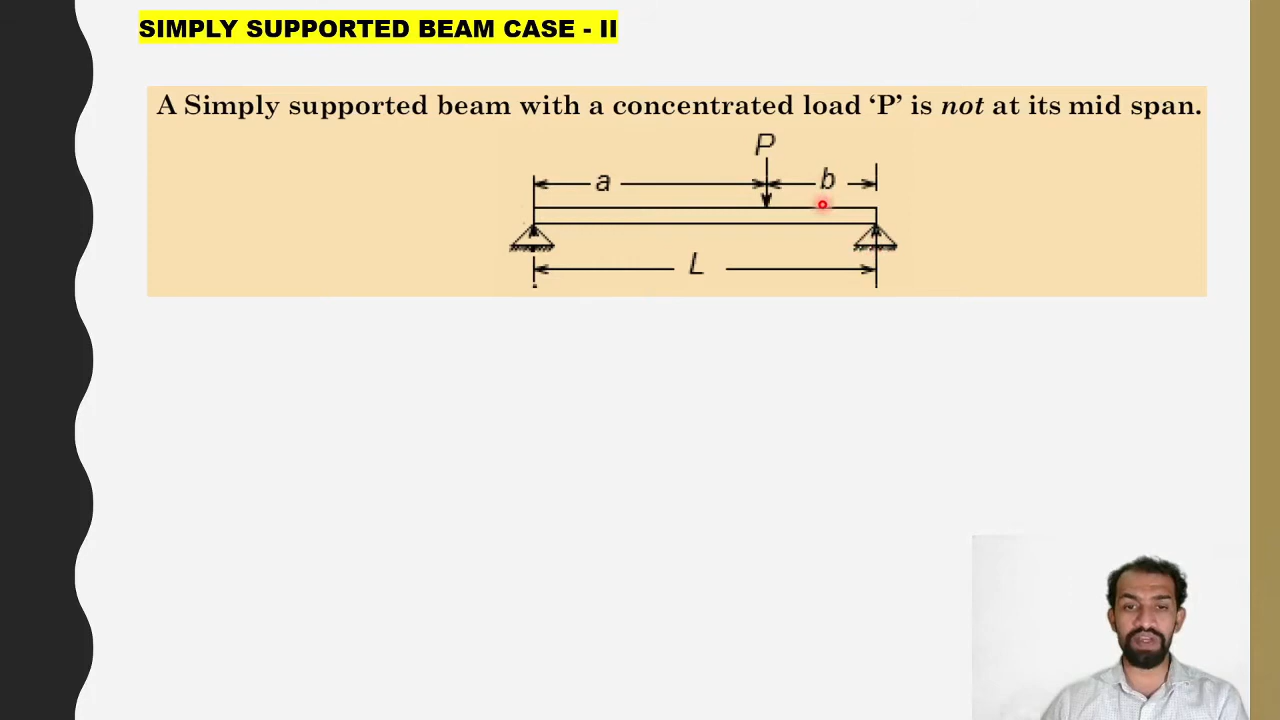 SIMPLY SUPPORTED BEAM CASE - II
A Simply supported beam with a concentrated load ‘P’ is not at its mid span.
P
a
b
L